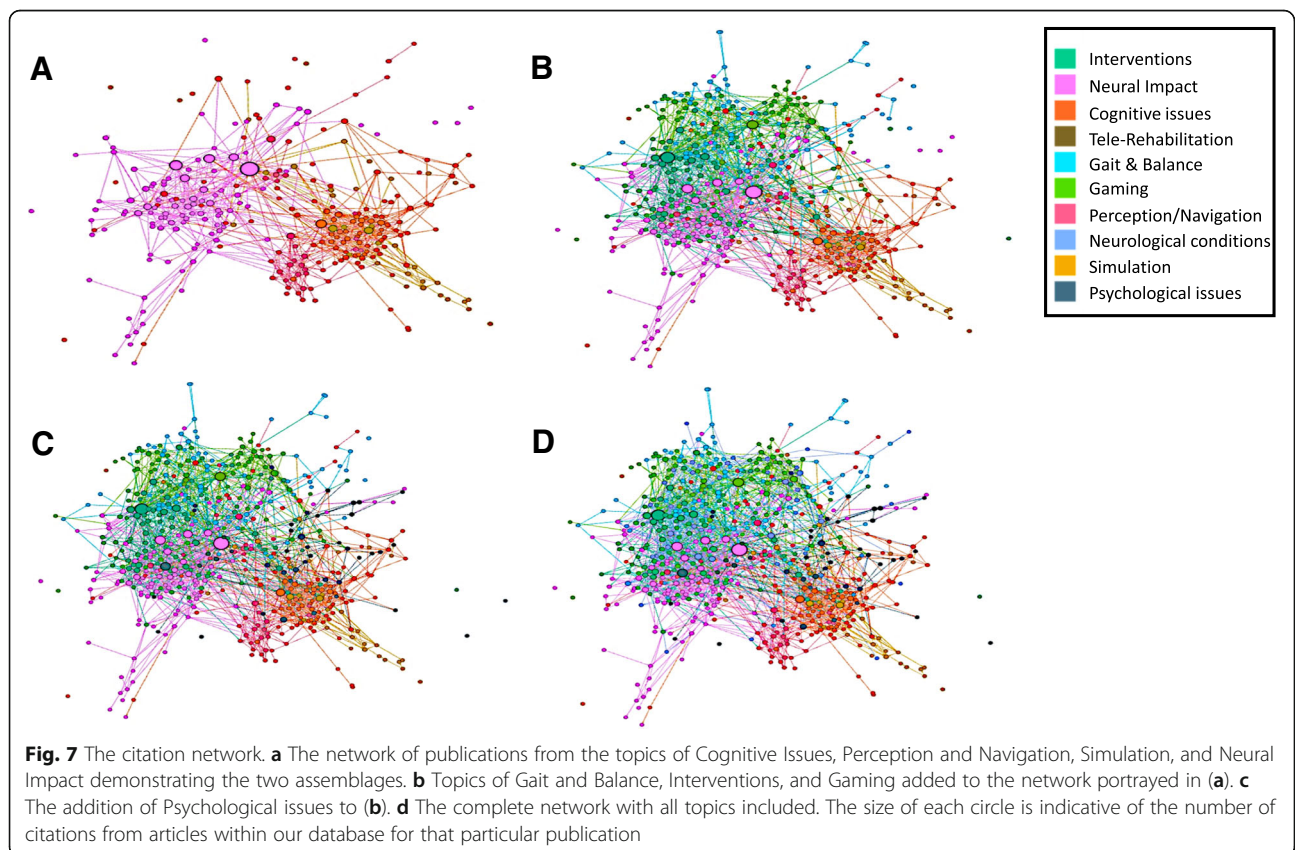 A
B
Interventions
Neural Impact
Cognitive issues
Tele-Rehabilitation
Gait & Balance
Gaming
Perception/Navigation
Neurological conditions
Simulation
Psychological issues
C
D
Fig. 7 The citation network. a The network of publications from the topics of Cognitive Issues, Perception and Navigation, Simulation, and Neural
Impact demonstrating the two assemblages. b Topics of Gait and Balance, Interventions, and Gaming added to the network portrayed in (a). c
The addition of Psychological issues to (b). d The complete network with all topics included. The size of each circle is indicative of the number of
citations from articles within our database for that particular publication